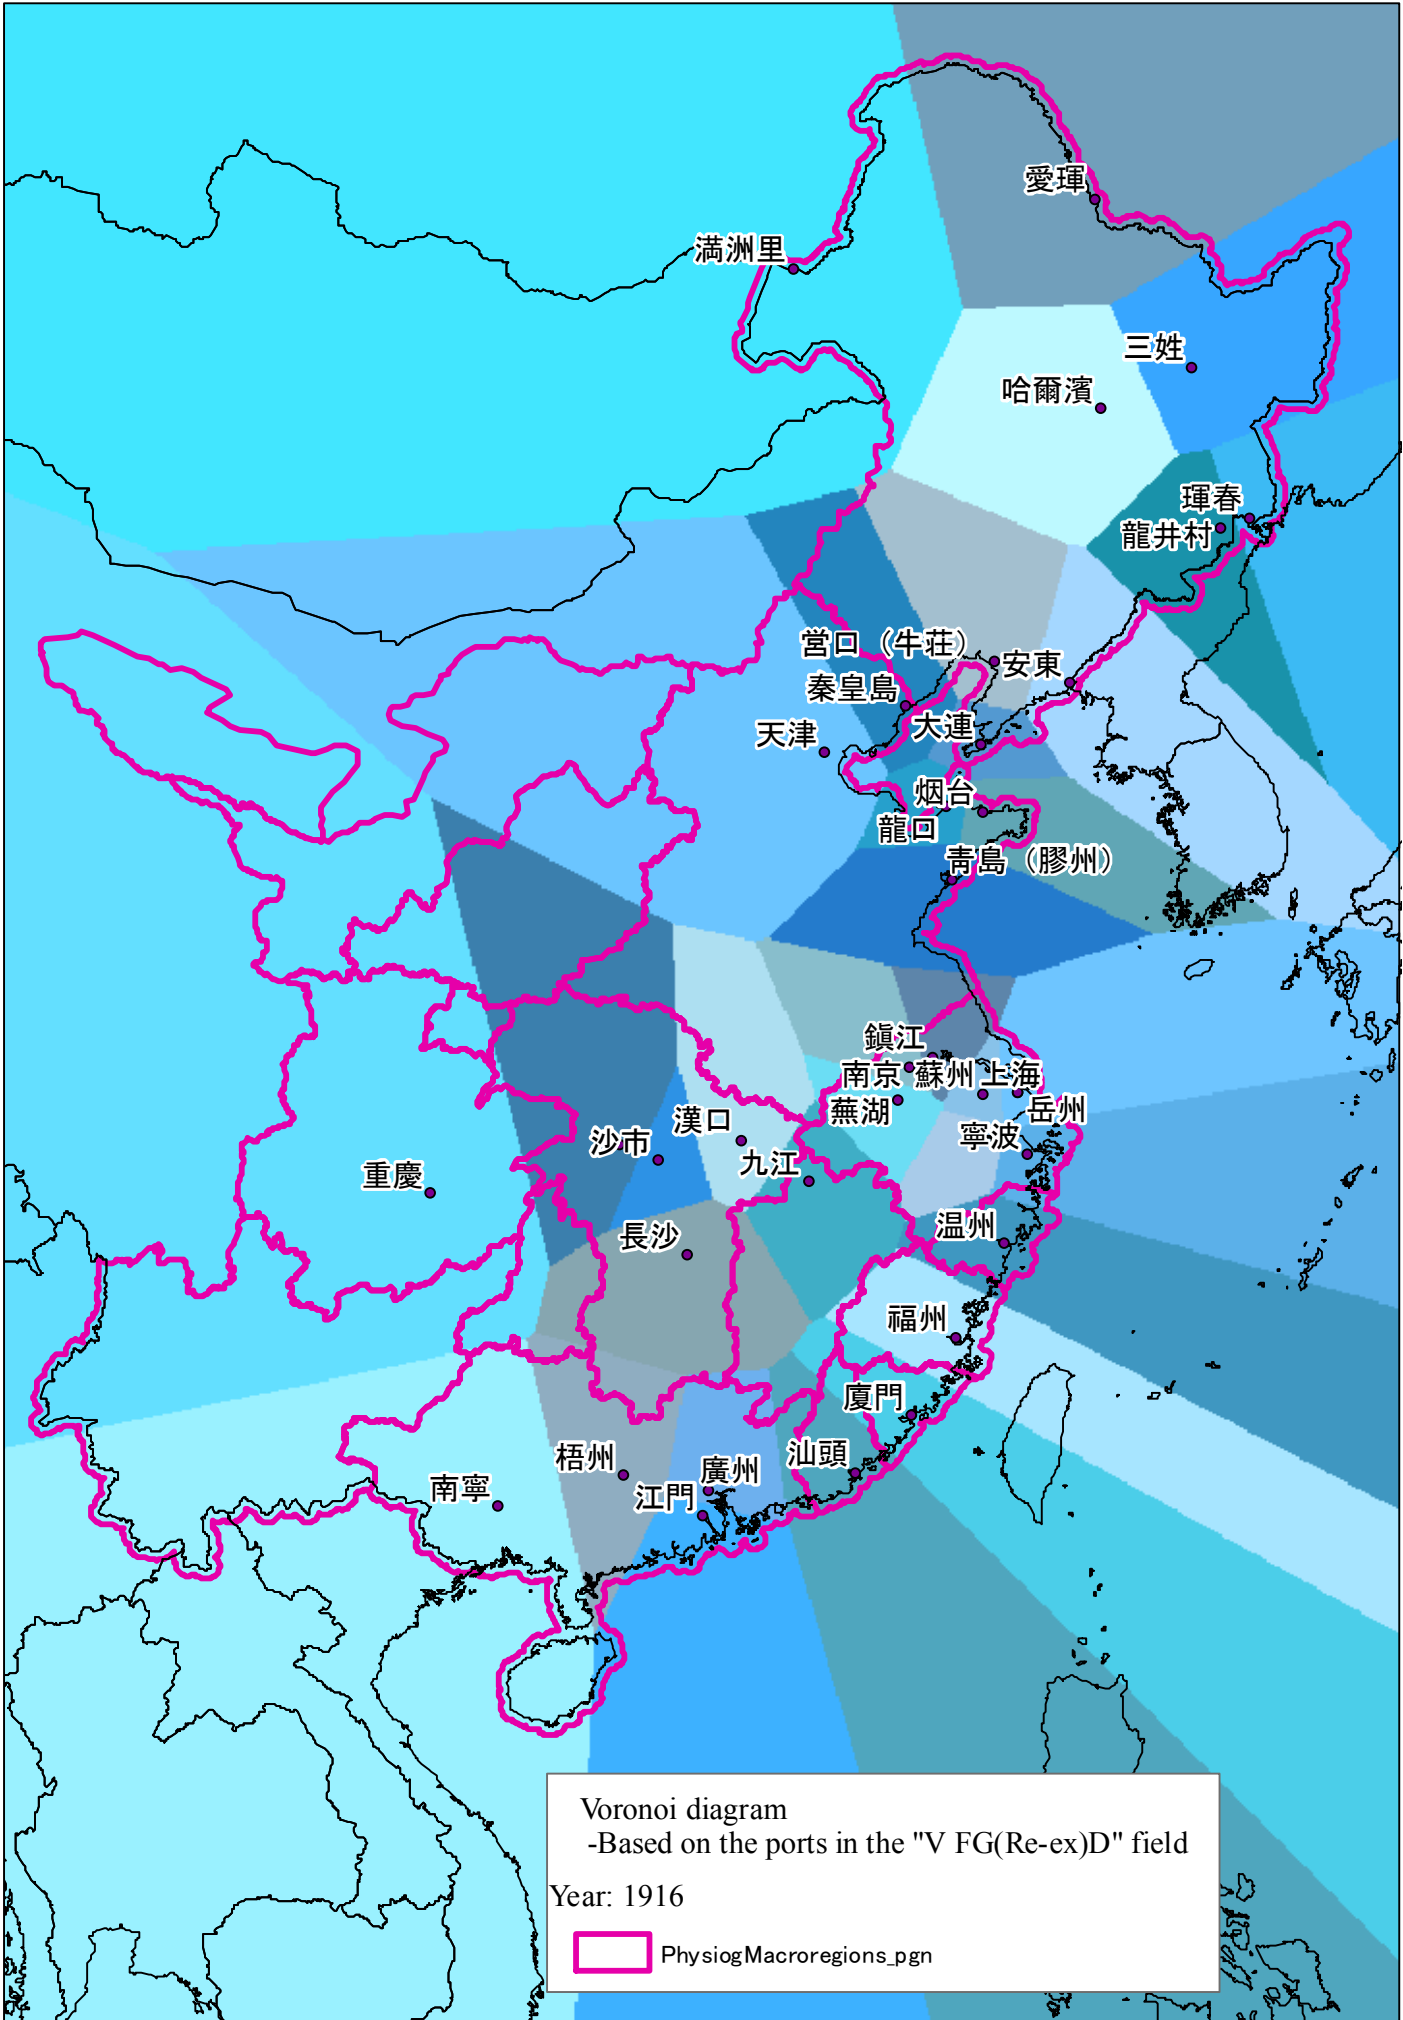 愛琿
満洲里
三姓
哈爾濱
琿春
龍井村
営口（牛荘）
安東
秦皇島
大連
天津
烟台
龍口
青島（膠州）
鎮江
南京
蘇州
上海
蕪湖
岳州
漢口
寧波
沙市
九江
重慶
温州
長沙
福州
廈門
梧州
汕頭
廣州
南寧
江門
Voronoi diagram
-Based on the ports in the "V FG(Re-ex)D" field
Year: 1916
PhysiogMacroregions_pgn